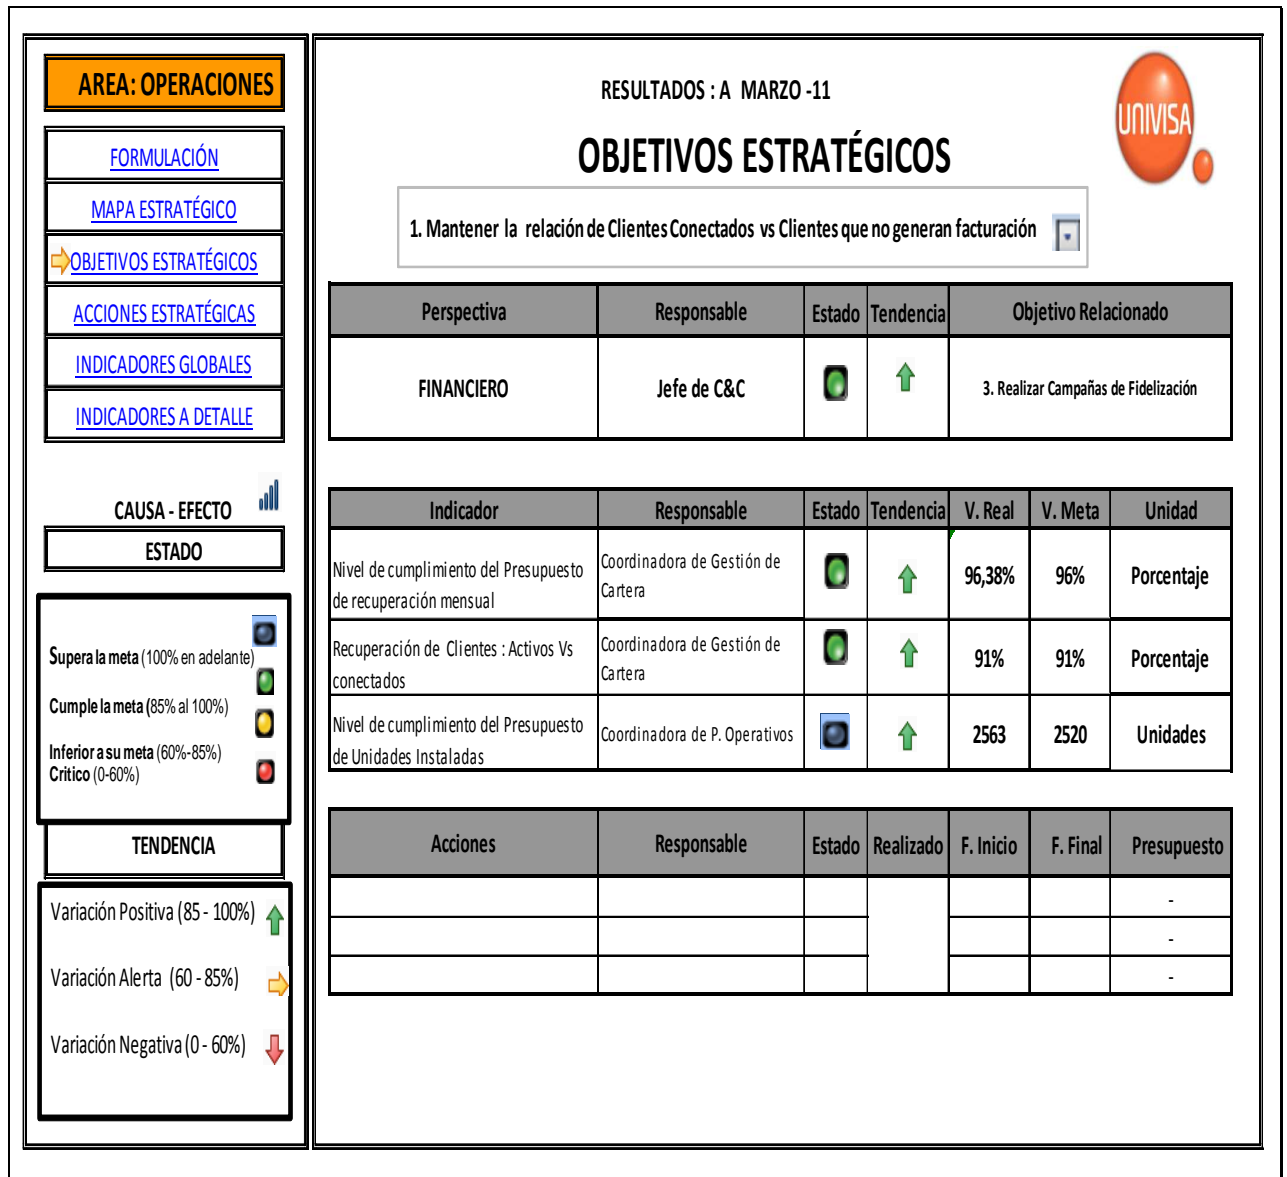 AREA: OPERACIONES
FORMULACIÓN
MAPA ESTRATÉGICO
OBJETIVOS ESTRATÉGICOS
ACCIONES ESTRATÉGICAS
INDICADORES GLOBALES
INDICADORES A DETALLE
CAUSA - EFECTO
ESTADO
Supera la meta (100% en adelante)
Cumple la meta (85% al 100%)
Inferior a su meta (60%-85%)
Critico (0-60%)
TENDENCIA
Variación Positiva (85 - 100%)
Variación Alerta (60 - 85%)
Variación Negativa (0 - 60%)
RESULTADOS : A MARZO -11
UNIVISA
OBJETIVOS ESTRATÉGICOS
1. Mantener la relación de Clientes Conectados vs Clientes que no generan facturación
Perspectiva Responsable Estado Tendencia Objetivo Relacionado
FINANCIERO Jefe de C&C 3. Realizar Campañas de Fidelización
Indicador Responsable Estado Tendencia V. Real V. Meta Unidad
Nivel de cumplimiento del Presupuesto
de recuperación mensual
Coordinadora de Gestión de
Cartera
96,38% 96% Porcentaje
Recuperación de Clientes : Activos Vs
conectados
Coordinadora de Gestión de
Cartera
91% 91% Porcentaje
Nivel de cumplimiento del Presupuesto
de Unidades Instaladas
Coordinadora de P. Operativos
2563 2520 Unidades
Acciones Responsable Estado Realizado F. Inicio F. Final Presupuesto
-
-
-